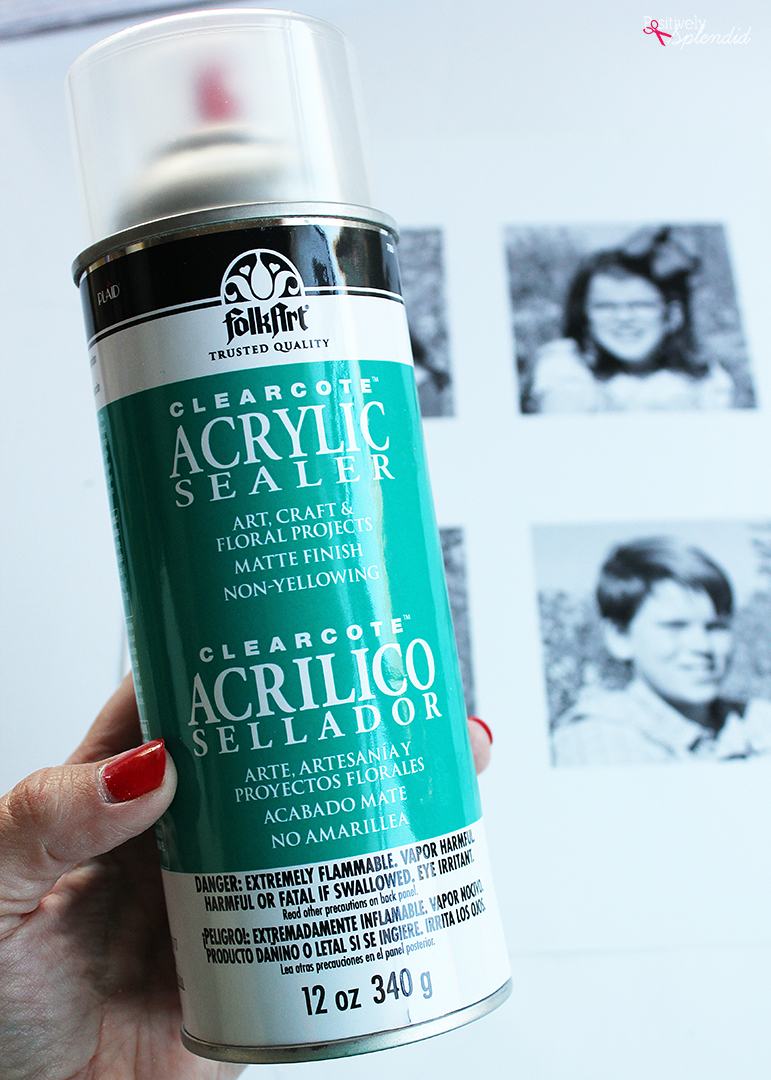 Positively
Splendid
PLAID
folkArt
TRUSTED QUALITY
CLEARCOTE™
ACRYLIC
SEALER
ART, CRAFT &
FLORAL PROJECTS
MATTE FINISH
NON-YELLOWING
CLEARCOTE™
ACRILICO
SELLADOR
ARTE, ARTESANÍA Y
PROYECTOS FLORALES
ACABADO MATE
NO AMARILLEA
DANGER: EXTREMELY FLAMMABLE. VAPOR HARMFUL.
HARMFUL OR FATAL IF SWALLOWED. EYE IRRITANT.
Read other precautions on back panel.
¡PELIGRO!: EXTREMADAMENTE INFLAMABLE. VAPOR NOCIVO.
PRODUCTO DAÑINO O LETAL SI SE INGIERE. IRRITA LOS OJOS.
Lea otras precauciones en el panel posterior.
12 oz 340 g